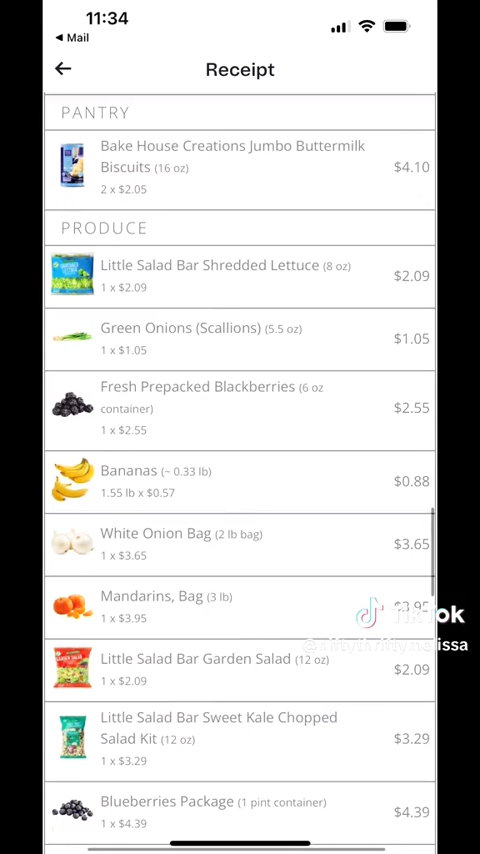 11:34
◀ Mail
Receipt
PANTRY
Bake House Creations Jumbo Buttermilk
Biscuits (16 oz)
$4.10
2 x $2.05
PRODUCE
Little Salad Bar Shredded Lettuce (8 oz)
$2.09
1 x $2.09
Green Onions (Scallions) (5.5 oz)
$1.05
1 x $1.05
Fresh Prepacked Blackberries (6 oz
container)
$2.55
1 x $2.55
Bananas (~ 0.33 lb)
$0.88
1.55 lb x $0.57
White Onion Bag (2 lb bag)
$3.65
1 x $3.65
Mandarins, Bag (3 lb)
$3.95
1 x $3.95
TikTok
@niftythriftymelissa
Little Salad Bar Garden Salad (12 oz)
$2.09
1 x $2.09
Little Salad Bar Sweet Kale Chopped
Salad Kit (12 oz)
$3.29
1 x $3.29
Blueberries Package (1 pint container)
$4.39
1 x $4.39